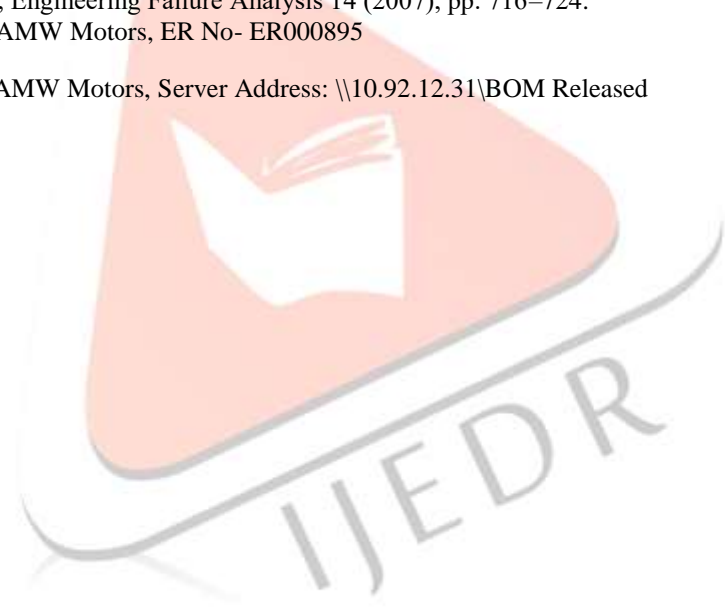 , Engineering Failure Analysis 14 (2007), pp. 716–724.
AMW Motors, ER No- ER000895
AMW Motors, Server Address: \\10.92.12.31\BOM Released
IJEDR